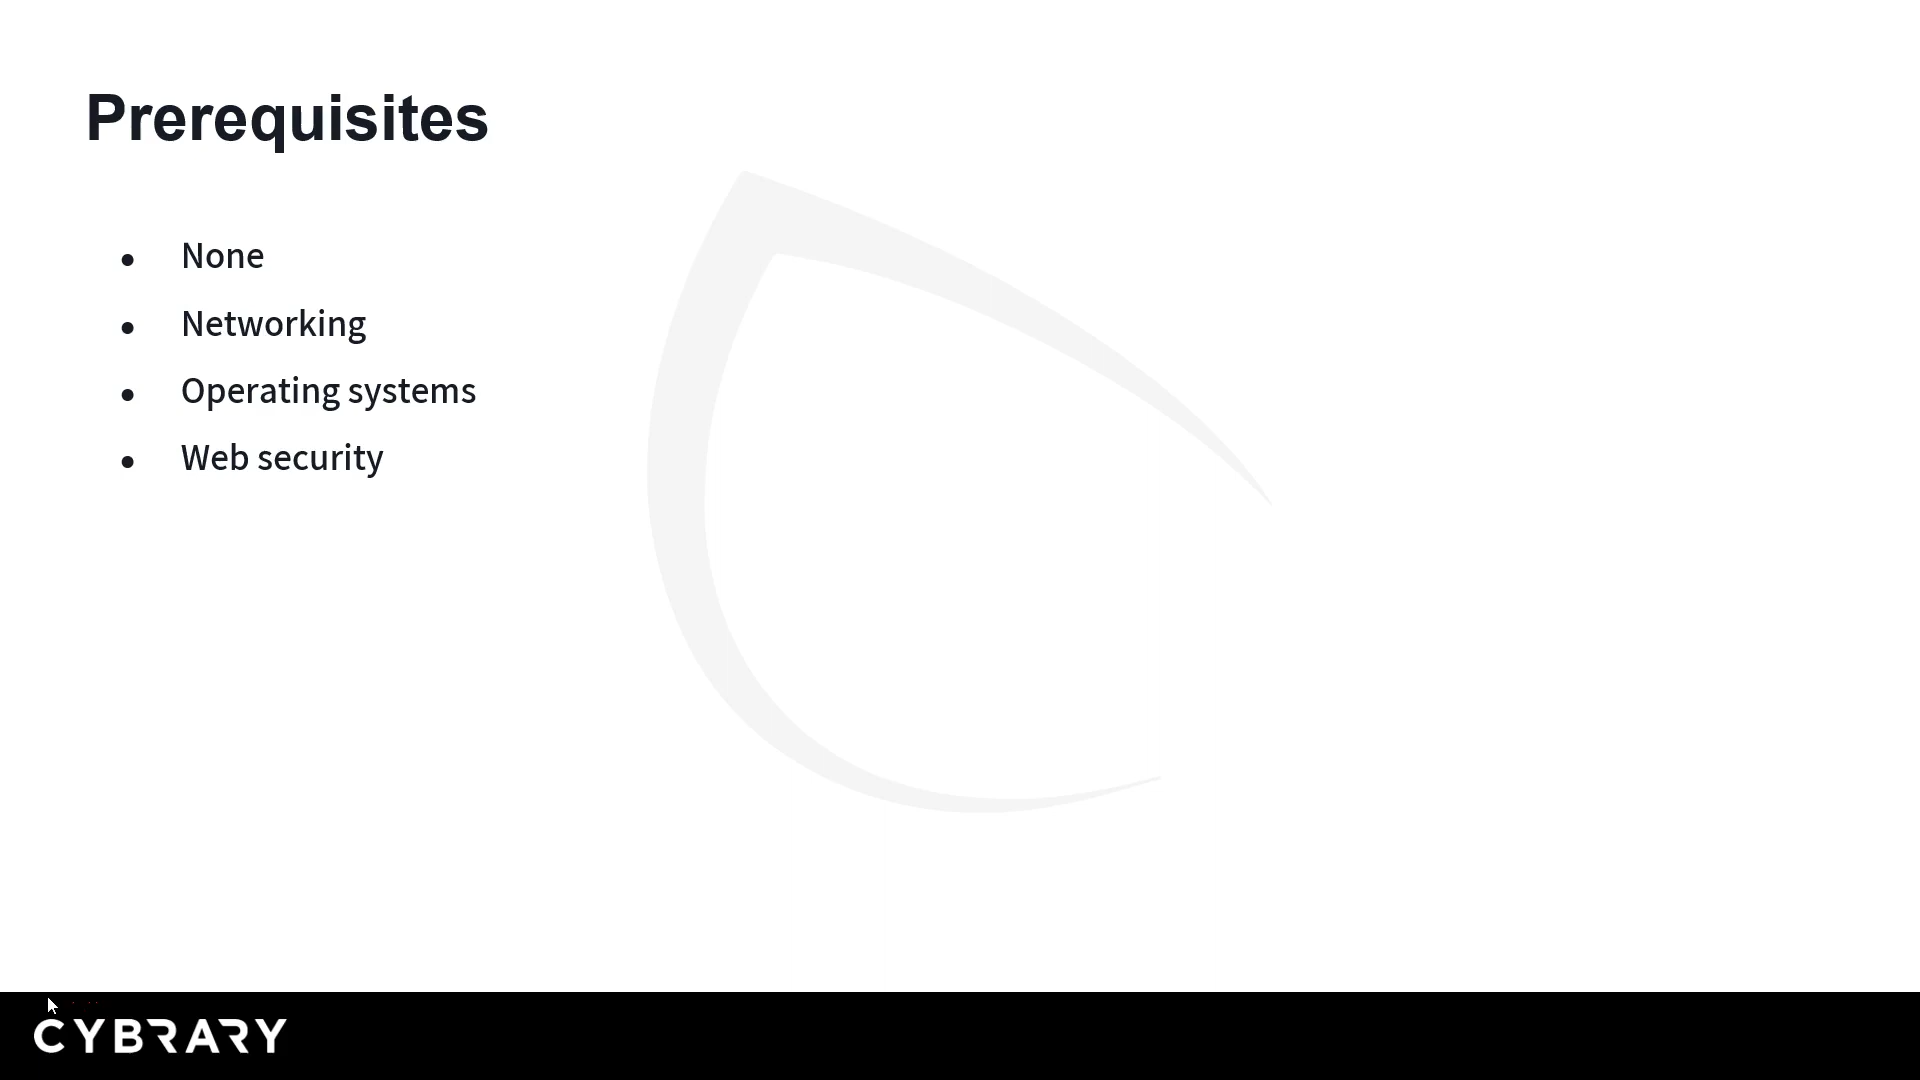 Prerequisites
● None
● Networking
● Operating systems
● Web security
CYBRARY